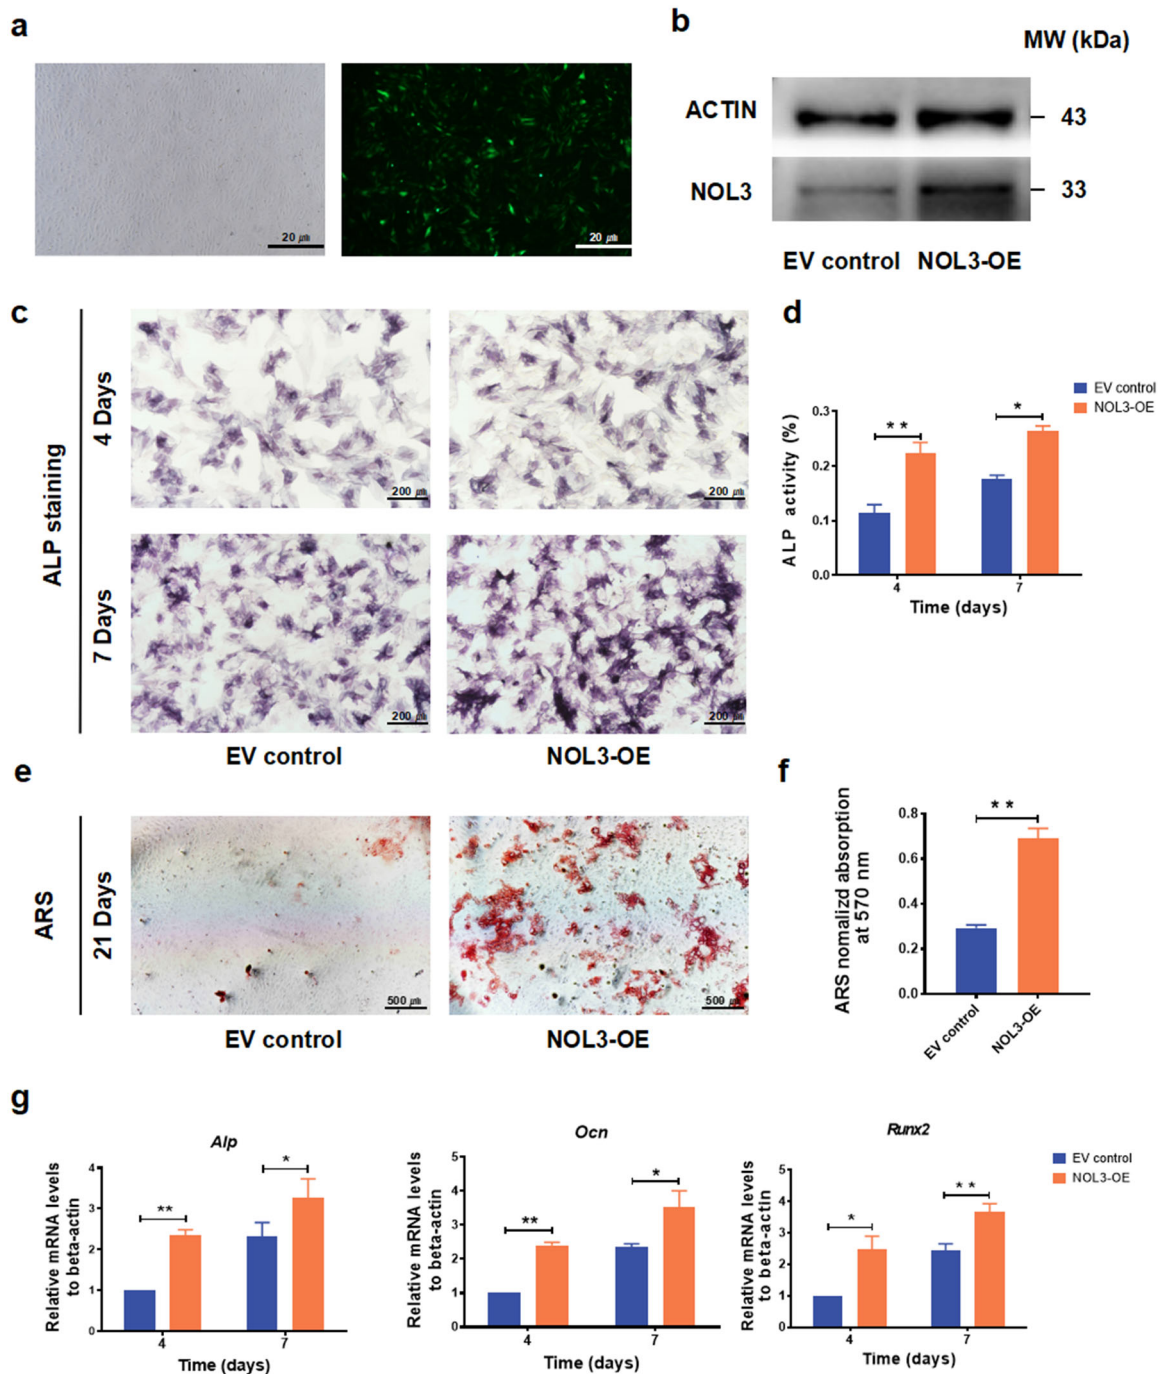 a
20 ㎛
20 ㎛
b
MW (kDa)
ACTIN
43
NOL3
33
EV control
NOL3-OE
c
ALP staining
4 Days
200 ㎛
200 ㎛
7 Days
200 ㎛
200 ㎛
EV control
NOL3-OE
d
EV control
NOL3-OE
ALP activity (%)
0.3
0.2
0.1
0.0
* *
*
4
7
Time (days)
e
ARS
21 Days
500 ㎛
500 ㎛
EV control
NOL3-OE
f
ARS nomalizd absorption
at 570 nm
0.8
0.6
0.4
0.2
0.0
* *
EV control
NOL3-OE
g
Alp
Relative mRNA levels
to beta-actin
4
3
2
1
0
**
*
4
7
Time (days)
Ocn
Relative mRNA levels
to beta-actin
5
4
3
2
1
0
**
*
4
7
Time (days)
Runx2
Relative mRNA levels
to beta-actin
5
4
3
2
1
0
*
* *
4
7
Time (days)
EV control
NOL3-OE